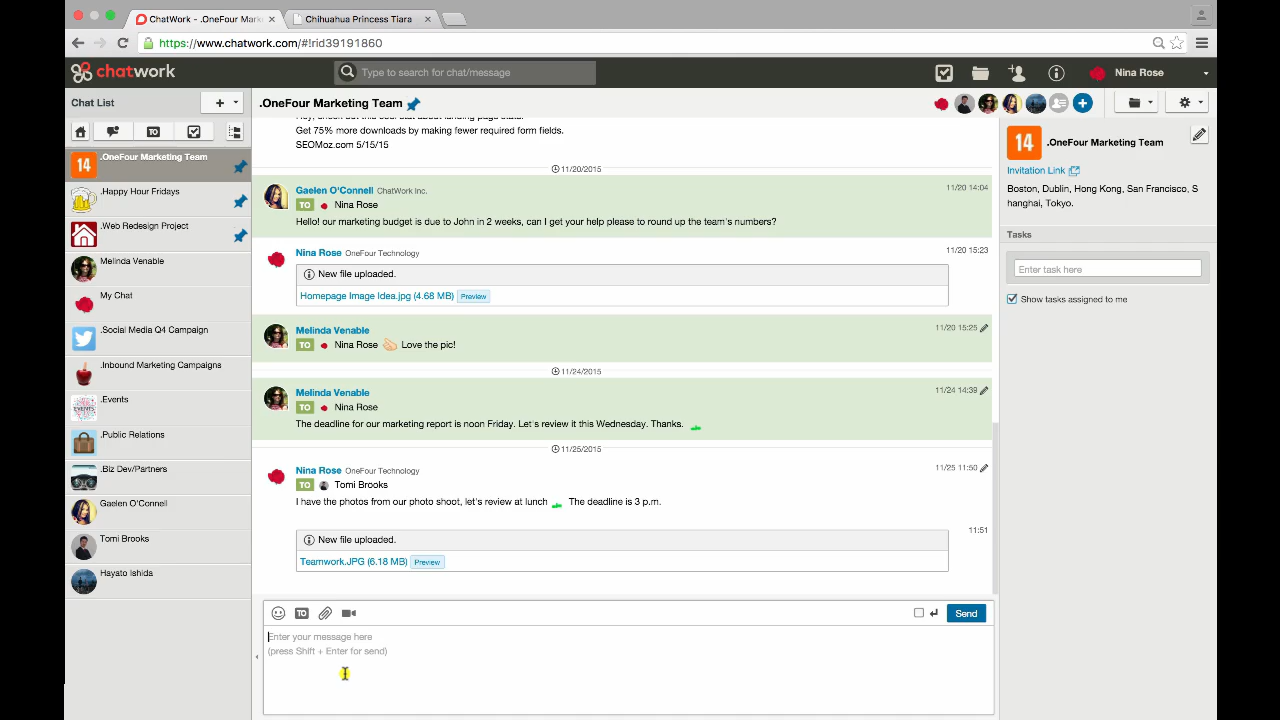 ChatWork - .OneFour Mark
Chihuahua Princess Tiara
https://www.chatwork.com/#!rid39191860
chatwork
Type to search for chat/message
Nina Rose
Chat List
.OneFour Marketing Team
TO
14
.OneFour Marketing Team
.Happy Hour Fridays
.Web Redesign Project
Melinda Venable
My Chat
.Social Media Q4 Campaign
.Inbound Marketing Campaigns
EVENTS
.Events
.Public Relations
.Biz Dev/Partners
Gaelen O'Connell
Tomi Brooks
Hayato Ishida
Get 75% more downloads by making fewer required form fields.
SEOMoz.com 5/15/15
11/20/2015
Gaelen O'Connell ChatWork Inc. 11/20 14:04
TO Nina Rose
Hello! our marketing budget is due to John in 2 weeks, can I get your help please to round up the team's numbers?
Nina Rose OneFour Technology 11/20 15:23
New file uploaded.
Homepage Image Idea.jpg (4.68 MB) Preview
Melinda Venable 11/20 15:25
TO Nina Rose Love the pic!
11/24/2015
Melinda Venable 11/24 14:39
TO Nina Rose
The deadline for our marketing report is noon Friday. Let's review it this Wednesday. Thanks.
11/25/2015
Nina Rose OneFour Technology 11/25 11:50
TO Tomi Brooks
I have the photos from our photo shoot, let's review at lunch The deadline is 3 p.m.
11:51
New file uploaded.
Teamwork.JPG (6.18 MB) Preview
TO
Send
Enter your message here
(press Shift + Enter for send)
14 .OneFour Marketing Team
Invitation Link
Boston, Dublin, Hong Kong, San Francisco, S
hanghai, Tokyo.
Tasks
Enter task here
Show tasks assigned to me